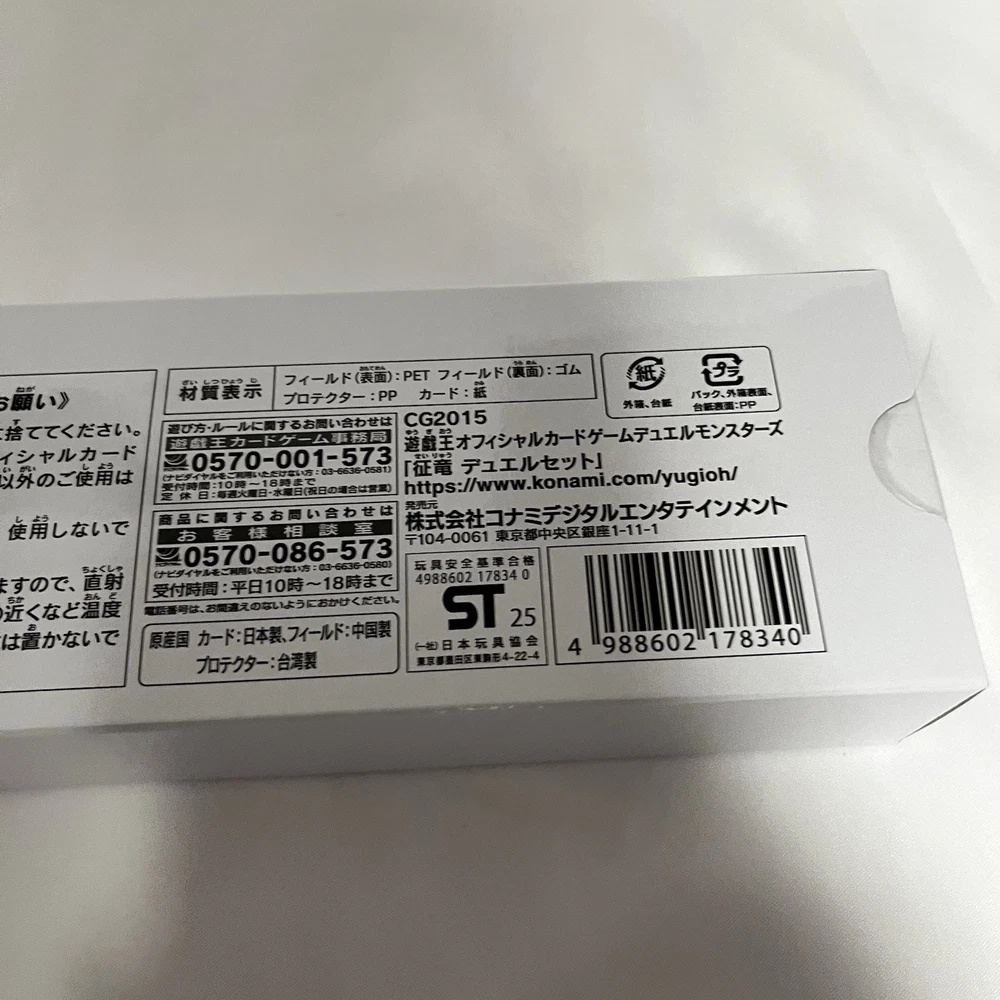 お願い》
捨ててください。
ィシャルカード
以外のご使用は
使用しないで
ますので、直射
近くなど温度
は置かないで
材質表示
フィールド(表面):PET フィールド(裏面):ゴム
プロテクター:PP カード:紙
遊び方・ルールに関するお問い合わせは
遊戯王カードゲーム事務局
0570-001-573
(ナビダイヤルをご利用いただけない方:03-6636-0581)
受付時間:10時~18時まで
定休日:毎週火曜日・水曜日(祝日の場合は営業)
商品に関するお問い合わせは
お客様相談室
0570-086-573
(ナビダイヤルをご利用いただけない方:03-6636-0573)
受付時間:平日10時~18時まで
電話番号は、お間違えのないようにおかけください。
原産国 カード:日本製、フィールド:中国製
プロテクター:台湾製
紙
外箱、台紙
プラ
パック、外箱表面、
台紙表面:PP
CG2015
遊戯王オフィシャルカードゲームデュエルモンスターズ
「征竜 デュエルセット」
https://www.konami.com/yugioh/
発売元
株式会社コナミデジタルエンタテインメント
〒104-0061 東京都中央区銀座1-11-1
玩具安全基準合格
4988602 17834 0
ST 25
(一社)日本玩具協会
東京都墨田区東駒形4-22-4
4 988602 178340